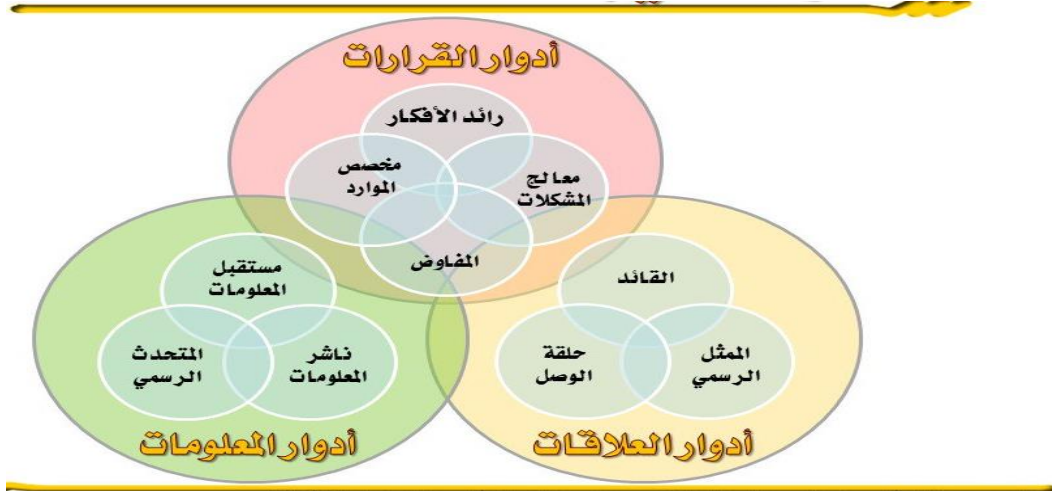 أدوار القرارات
رائد الأفكار
مخصص
الموارد
معالج
المشكلات
المفاوض
مستقبل
المعلومات
المتحدث
الرسمي
ناشر
المعلومات
أدوار المعلومات
القائد
حلقة
الوصل
الممثل
الرسمي
أدوار العلاقات